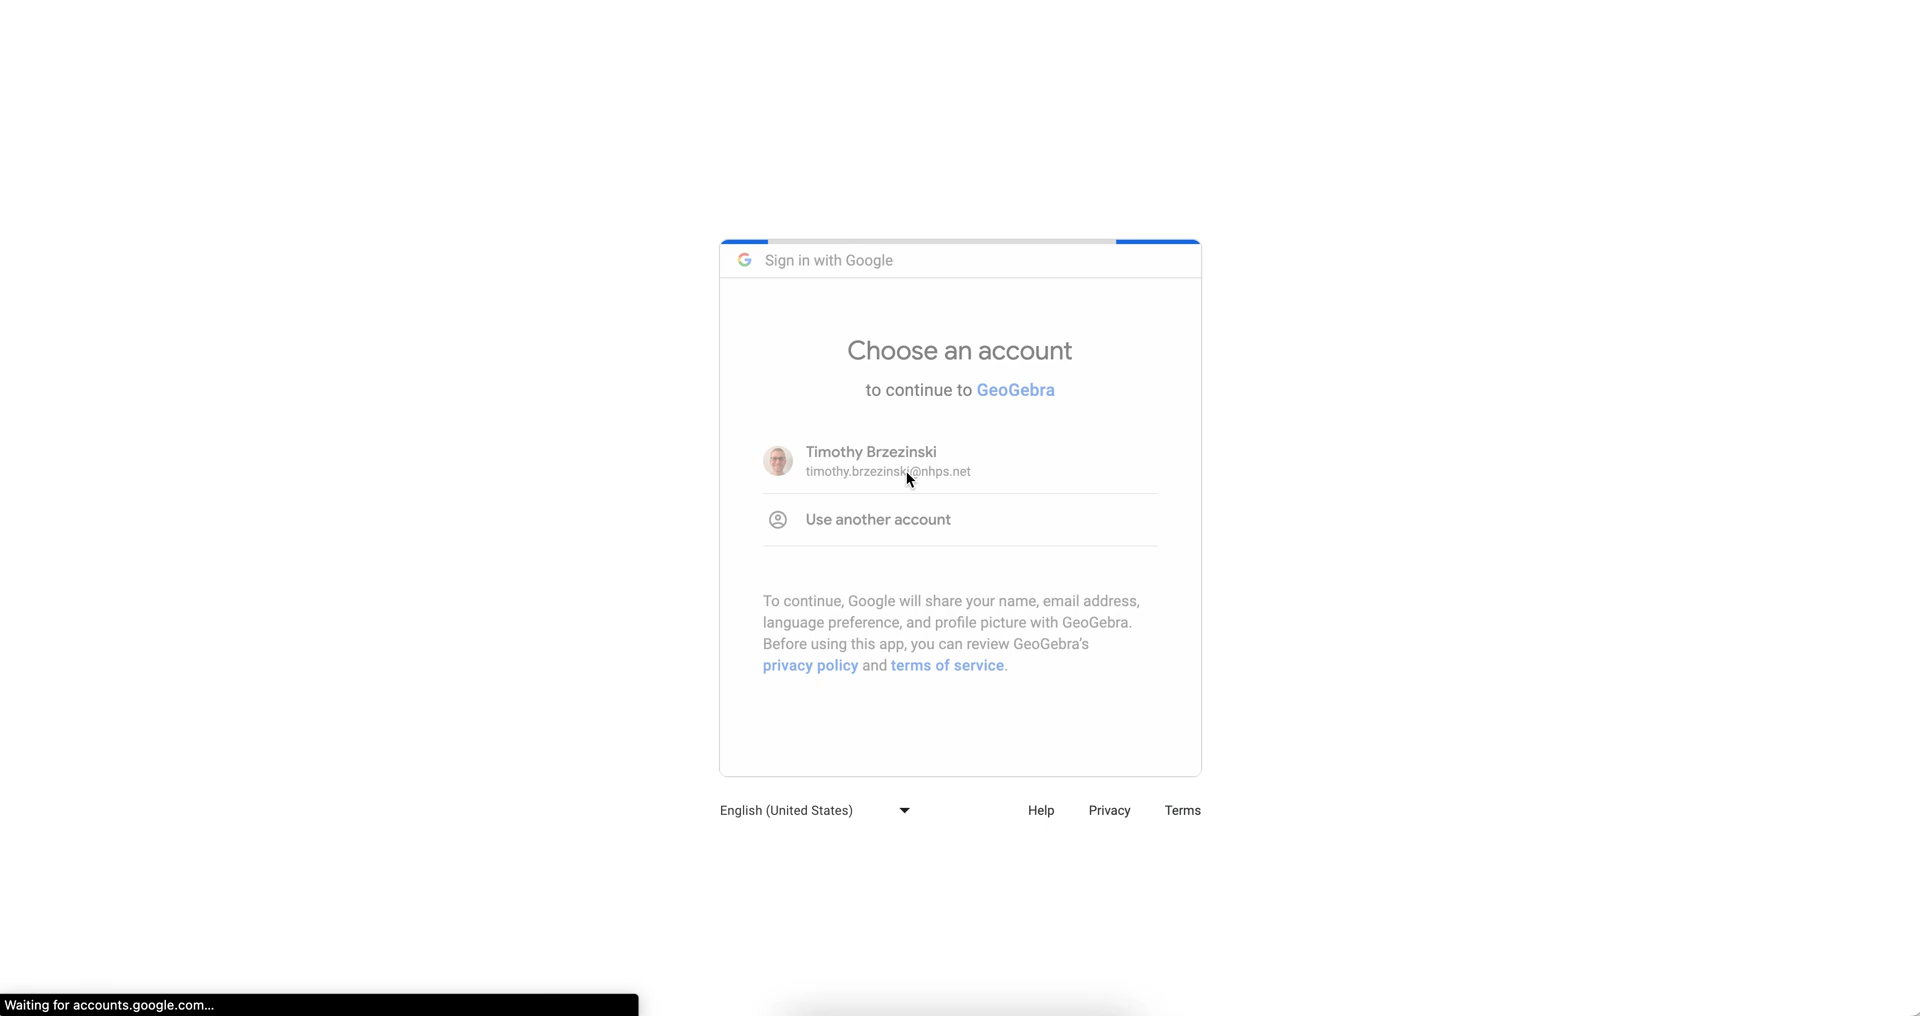 Sign in with Google
Choose an account
to continue to GeoGebra
Timothy Brzezinski
timothy.brzezinski@nhps.net
Use another account
To continue, Google will share your name, email address,
language preference, and profile picture with GeoGebra.
Before using this app, you can review GeoGebra's
privacy policy and terms of service.
English (United States)
Help
Privacy
Terms
Waiting for accounts.google.com...